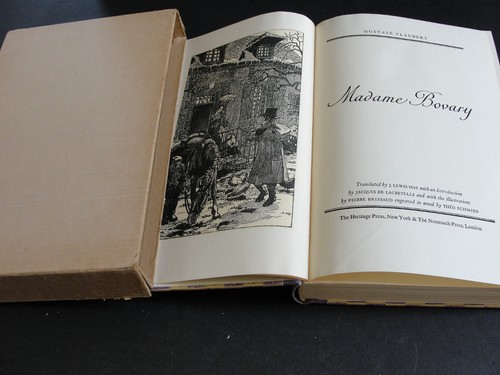 GUSTAVE FLAUBERT
Madame Bovary
Translated by J. LEWIS MAY with an Introduction
by JACQUES DE LACRETELLE and with the illustrations
by PIERRE BRISSAUD engraved in wood by THÉO SCHMIED
The Heritage Press, New York & The Nonesuch Press, London